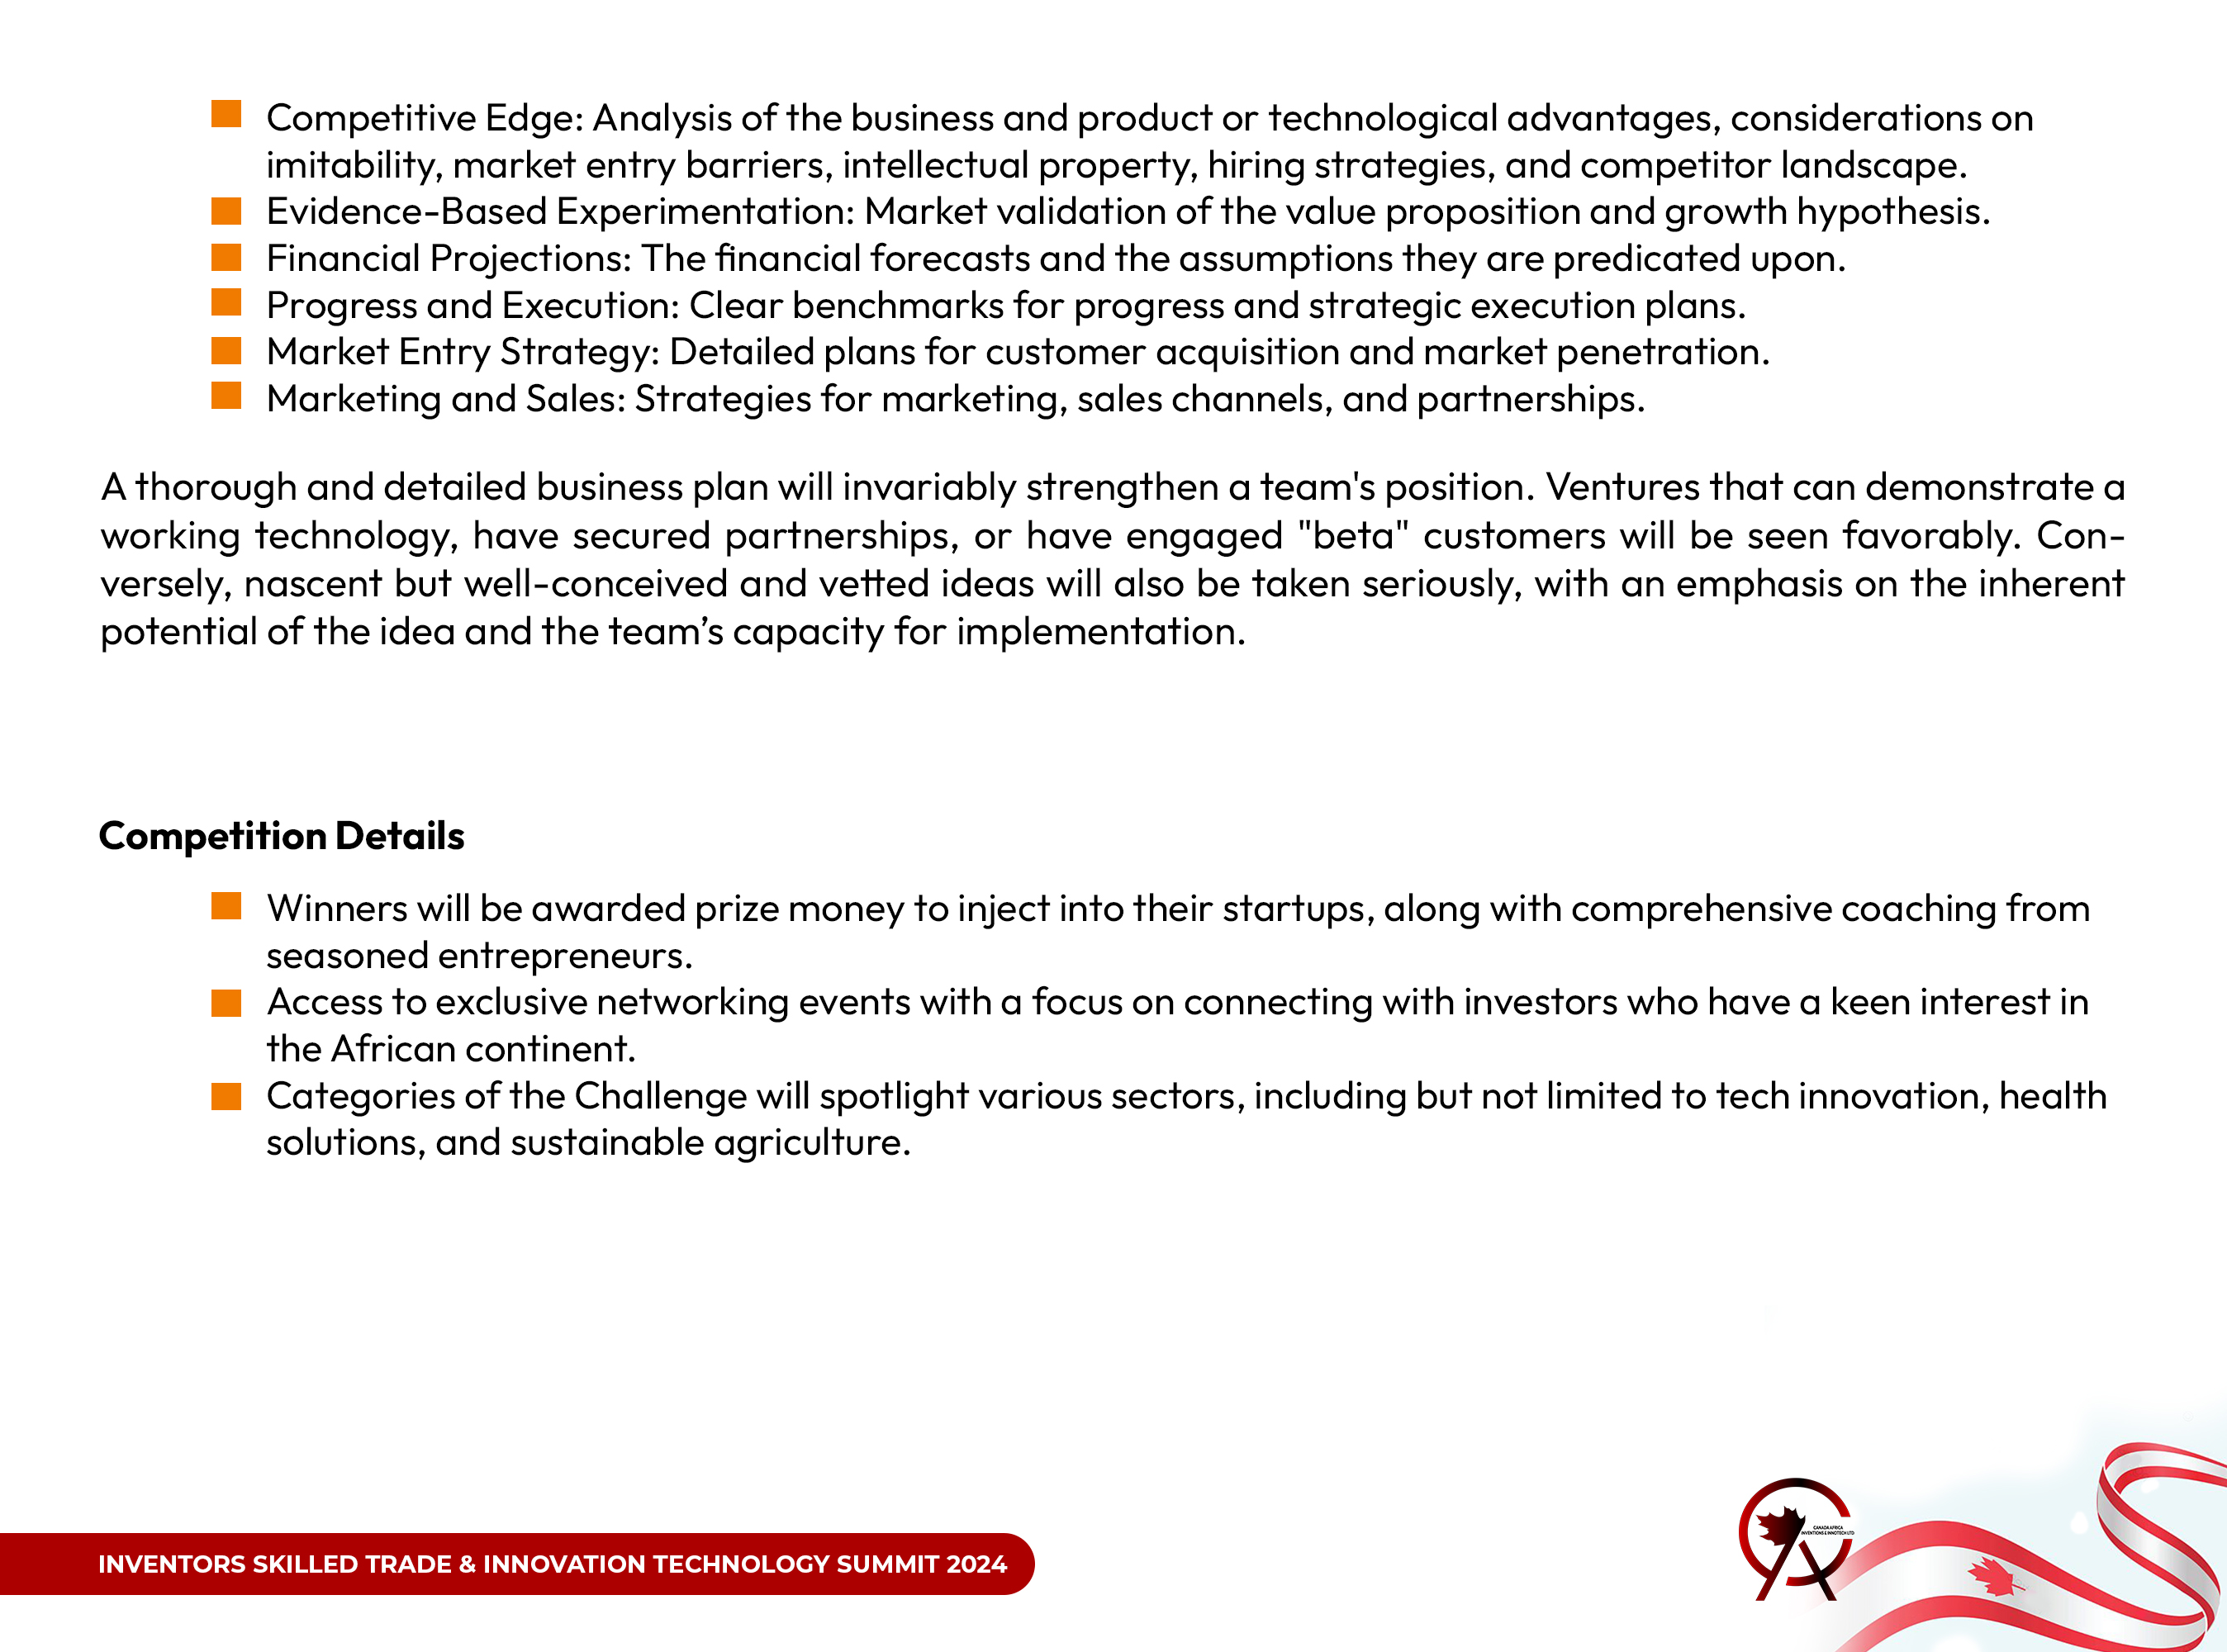 Competitive Edge: Analysis of the business and product or technological advantages, considerations on
imitability, market entry barriers, intellectual property, hiring strategies, and competitor landscape.
Evidence-Based Experimentation: Market validation of the value proposition and growth hypothesis.
Financial Projections: The financial forecasts and the assumptions they are predicated upon.
Progress and Execution: Clear benchmarks for progress and strategic execution plans.
Market Entry Strategy: Detailed plans for customer acquisition and market penetration.
Marketing and Sales: Strategies for marketing, sales channels, and partnerships.
A thorough and detailed business plan will invariably strengthen a team's position. Ventures that can demonstrate a
working technology, have secured partnerships, or have engaged "beta" customers will be seen favorably. Con-
versely, nascent but well-conceived and vetted ideas will also be taken seriously, with an emphasis on the inherent
potential of the idea and the team’s capacity for implementation.
Competition Details
Winners will be awarded prize money to inject into their startups, along with comprehensive coaching from
seasoned entrepreneurs.
Access to exclusive networking events with a focus on connecting with investors who have a keen interest in
the African continent.
Categories of the Challenge will spotlight various sectors, including but not limited to tech innovation, health
solutions, and sustainable agriculture.
CANADA AFRICA
INVENTIONS & INNOTECH LTD
INVENTORS SKILLED TRADE & INNOVATION TECHNOLOGY SUMMIT 2024